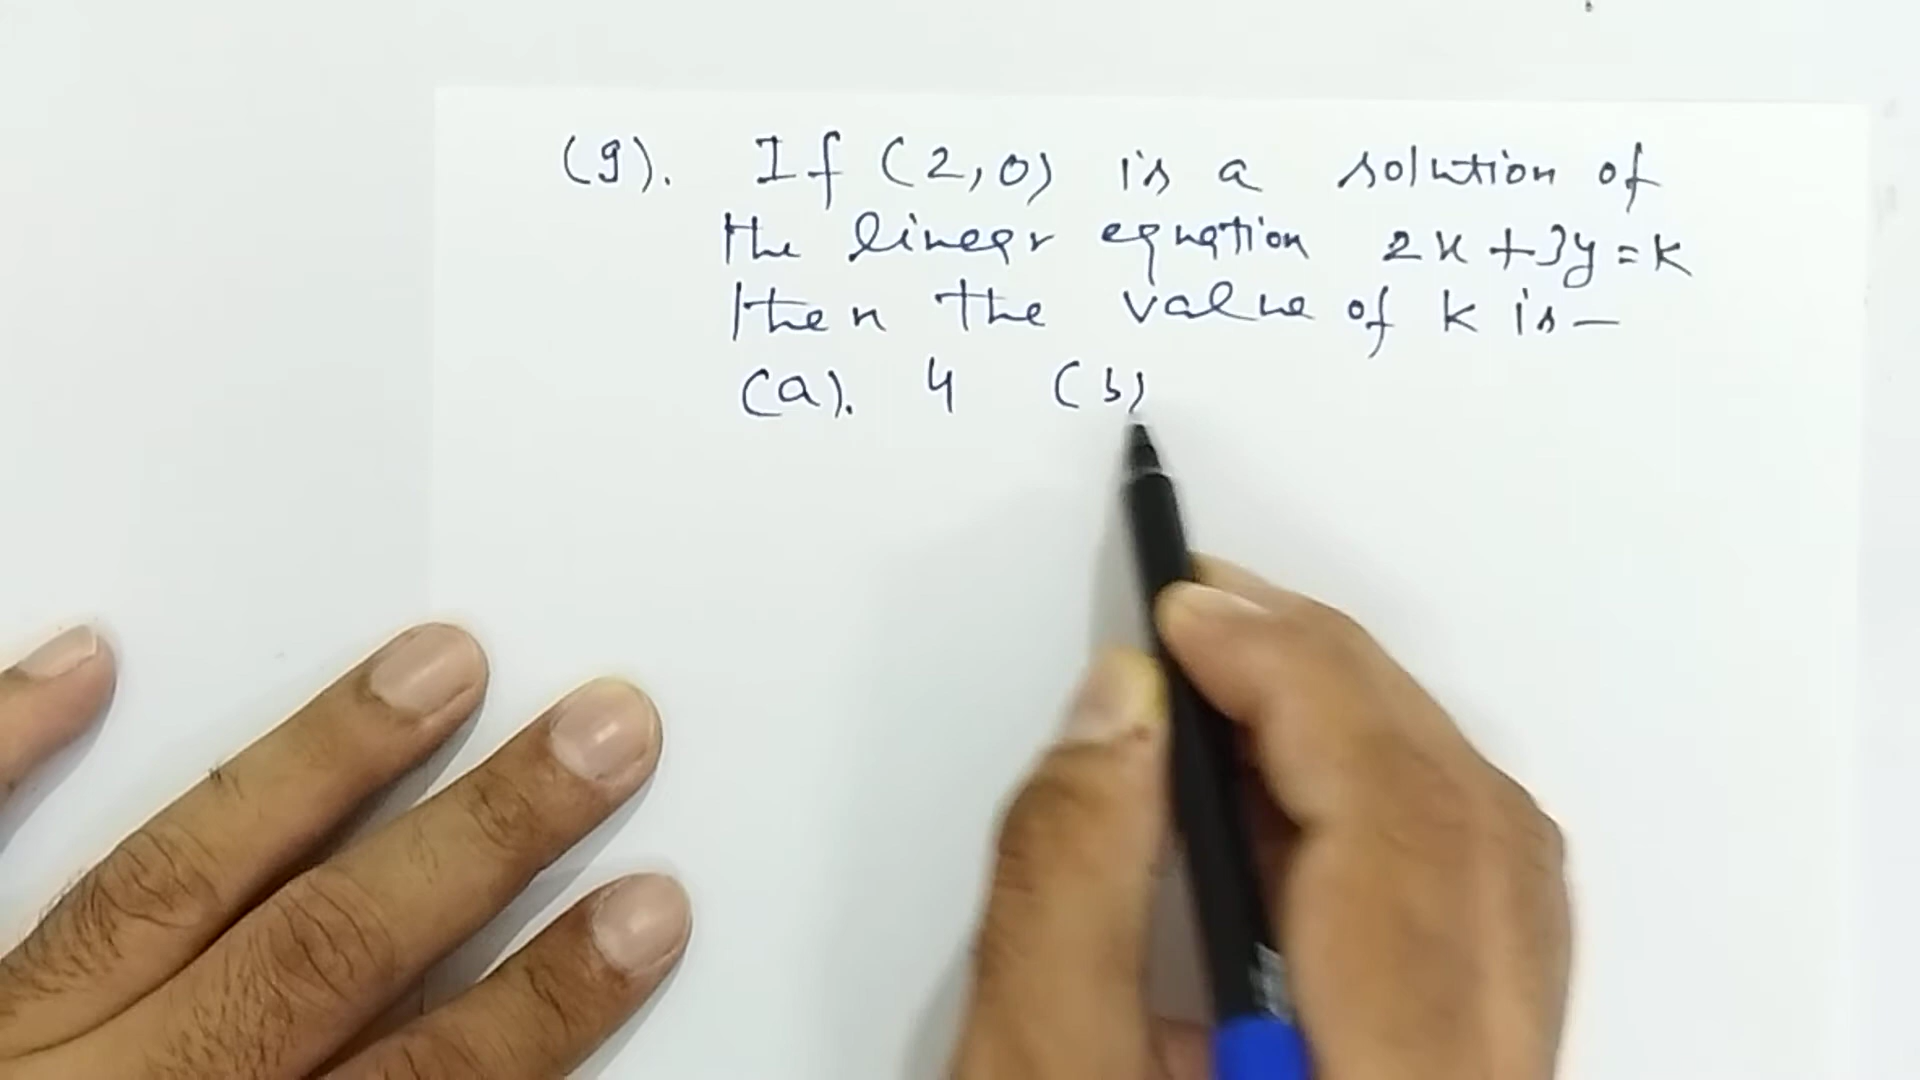 (9). If (2,0) is a solution of
the linear equation 2x+3y=k
then the value of k is—
(a). 4 (b)